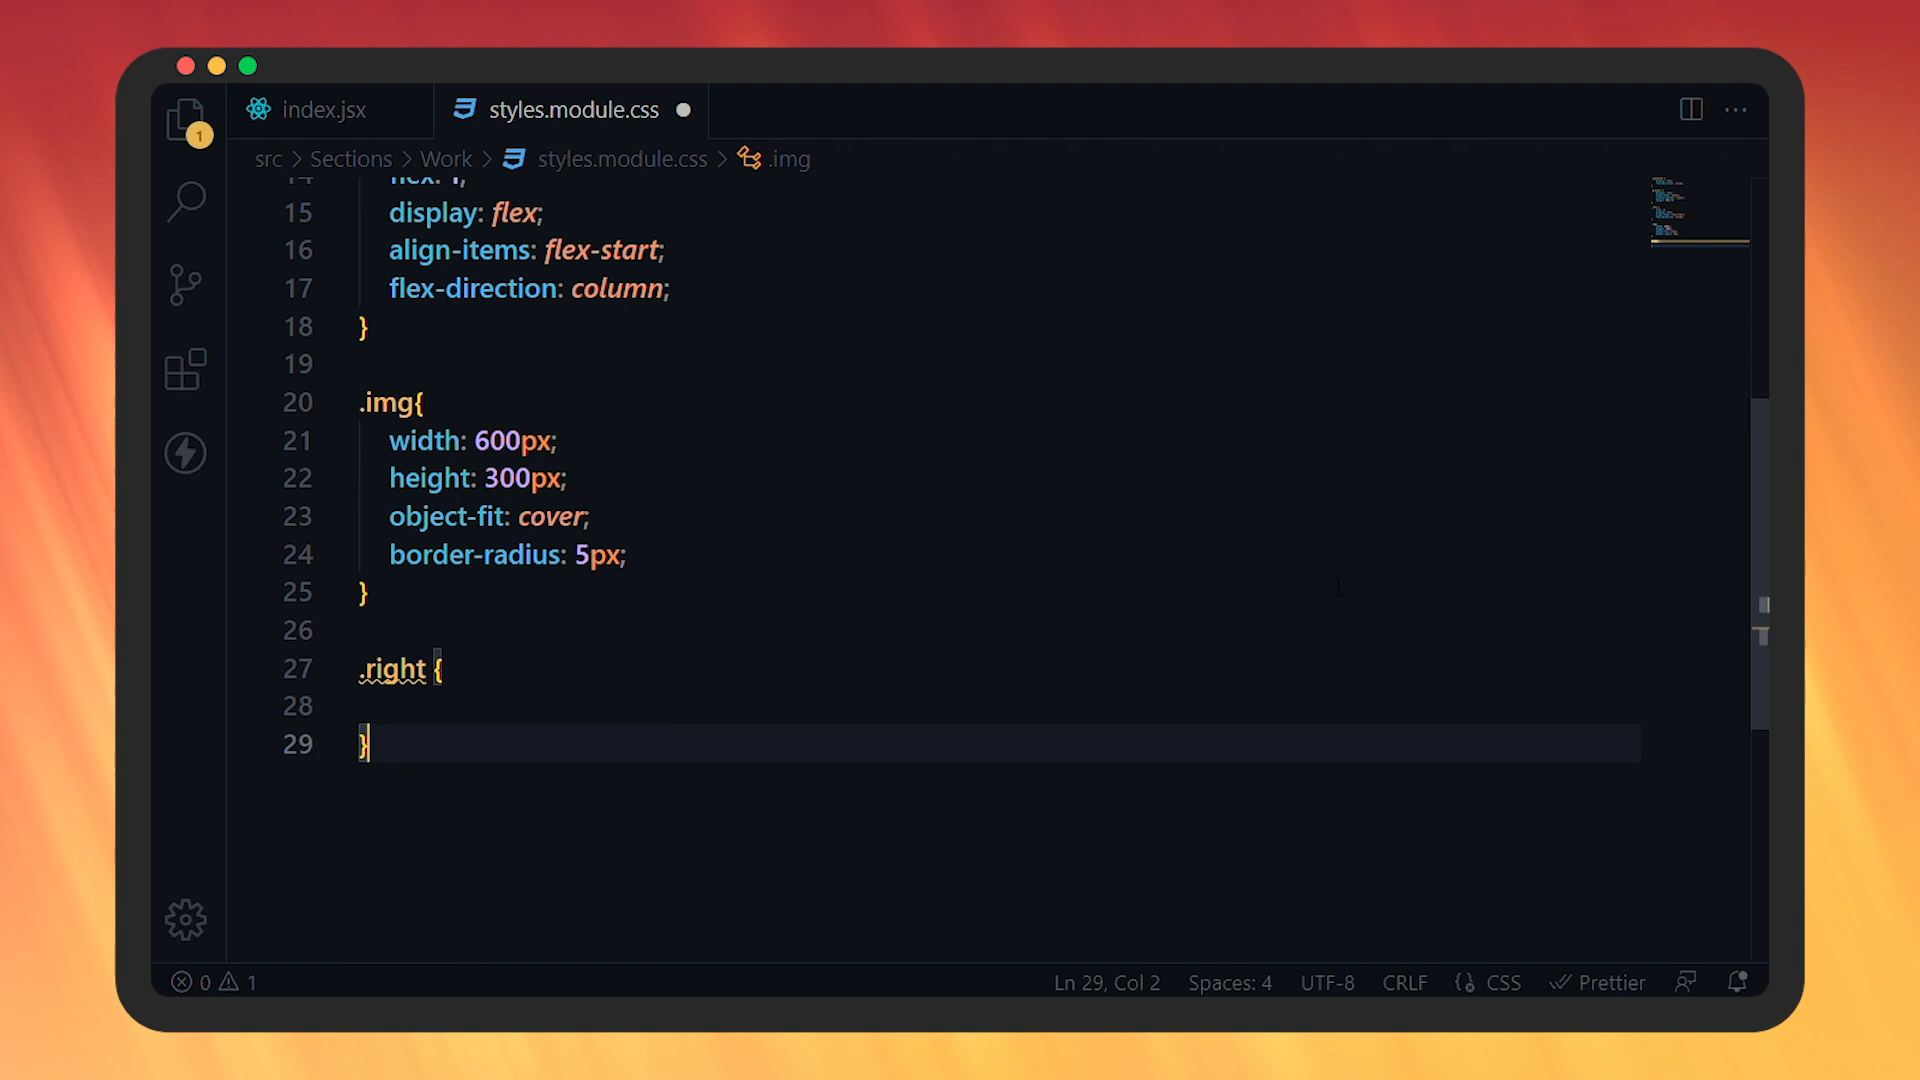 index.jsx
styles.module.css
1
src > Sections > Work > styles.module.css > .img
15 display: flex;
16 align-items: flex-start;
17 flex-direction: column;
18 }
19
20 .img{
21 width: 600px;
22 height: 300px;
23 object-fit: cover;
24 border-radius: 5px;
25 }
26
27 .right {
28
29 }
0 1 Ln 29, Col 2 Spaces: 4 UTF-8 CRLF CSS Prettier